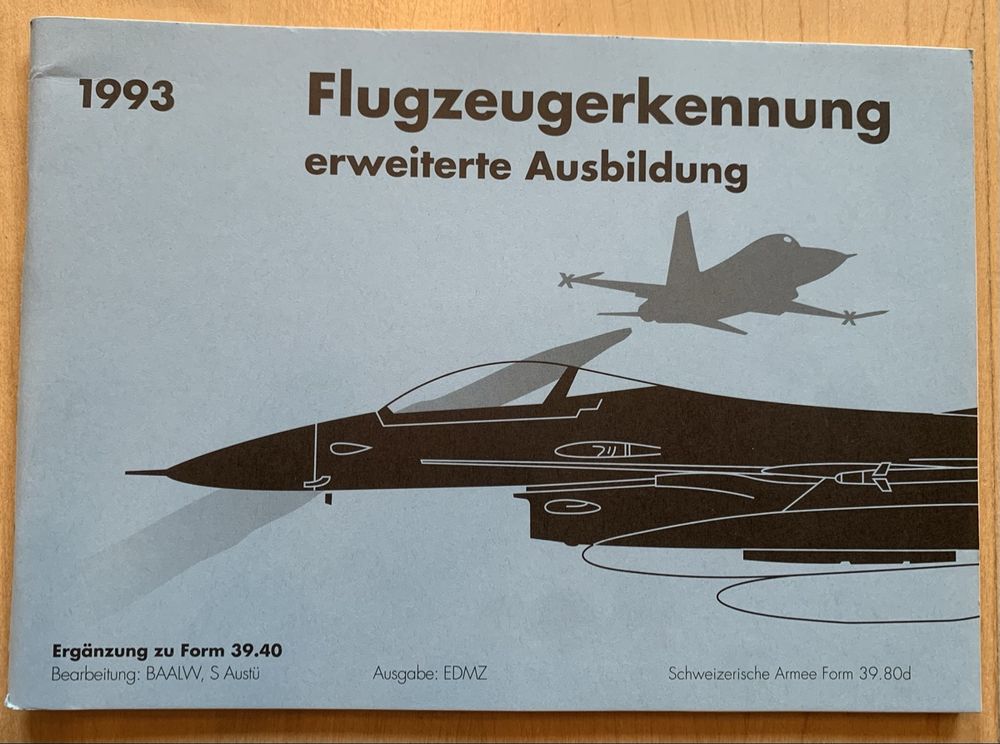 1993
Flugzeugerkennung
erweiterte Ausbildung
Ergänzung zu Form 39.40
Bearbeitung: BAALW, S Austü
Ausgabe: EDMZ
Schweizerische Armee Form 39.80d